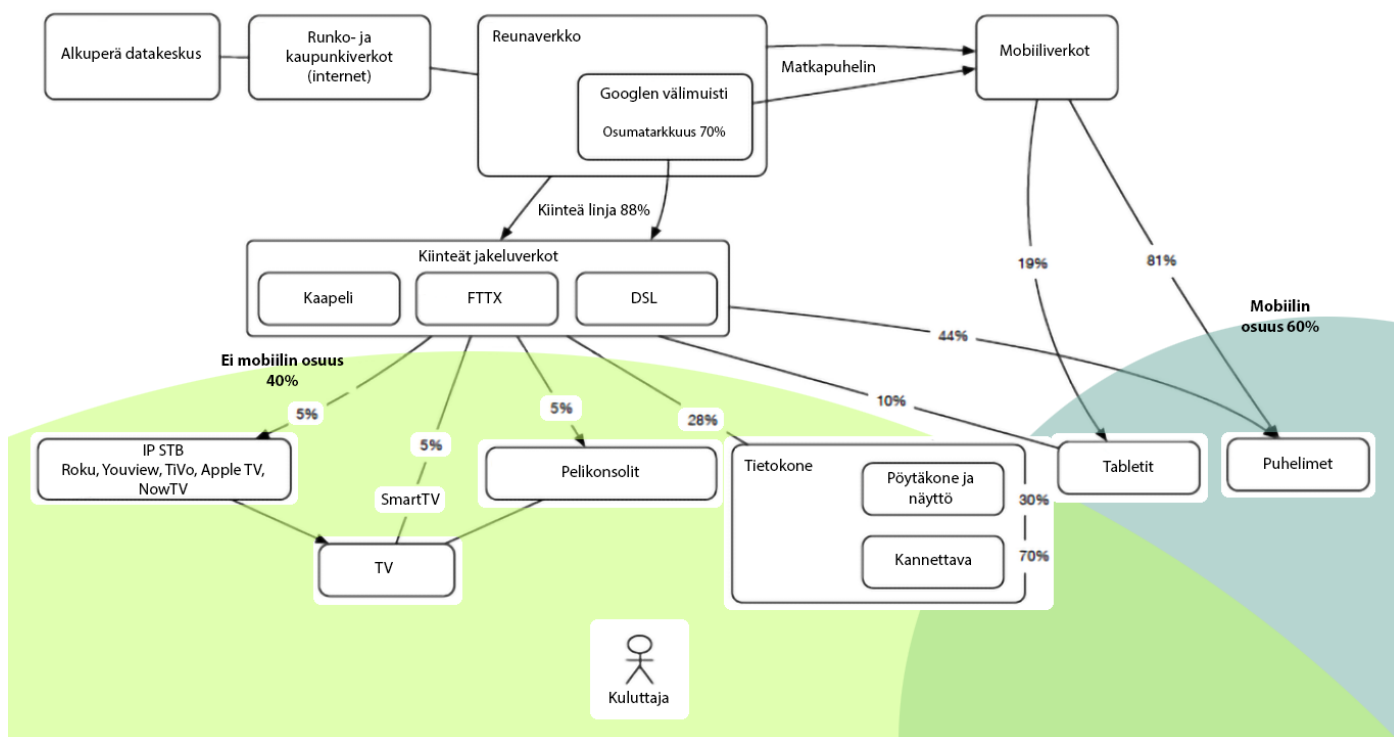 Alkuperä datakeskus
Runko- ja
kaupunkiverkot
(internet)
Reunaverkko
Googlen välimuisti
Osumatarkkuus 70%
Matkapuhelin
Mobiiliverkot
Kiinteä linja 88%
Kiinteät jakeluverkot
Kaapeli
FTTX
DSL
19%
81%
44%
Mobiilin
osuus 60%
Ei mobiilin osuus
40%
5%
5%
5%
28%
10%
IP STB
Roku, Youview, TiVo, Apple TV,
NowTV
SmartTV
Pelikonsolit
TV
Tietokone
Pöytäkone ja
näyttö
30%
Kannettava
70%
Tabletit
Puhelimet
Kuluttaja